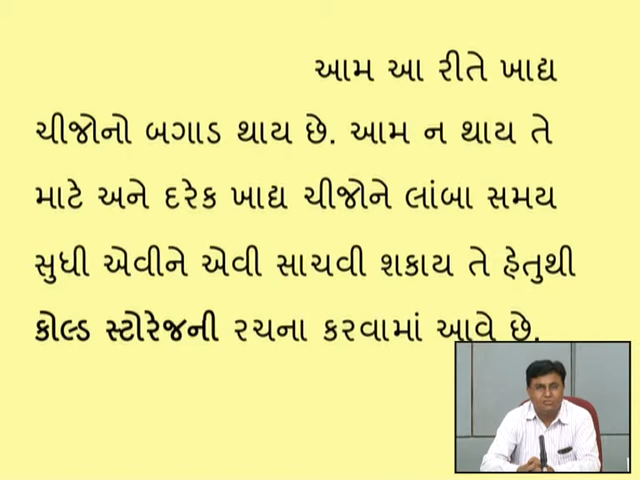 આમ આ રીતે ખાદ્ય
ચીજોનો બગાડ થાય છે. આમ ન થાય તે
માટે અને દરેક ખાદ્ય ચીજોને લાંબા સમય
સુધી એવીને એવી સાચવી શકાય તે હેતુથી
કોલ્ડ સ્ટોરેજની રચના કરવામાં આવે છે.